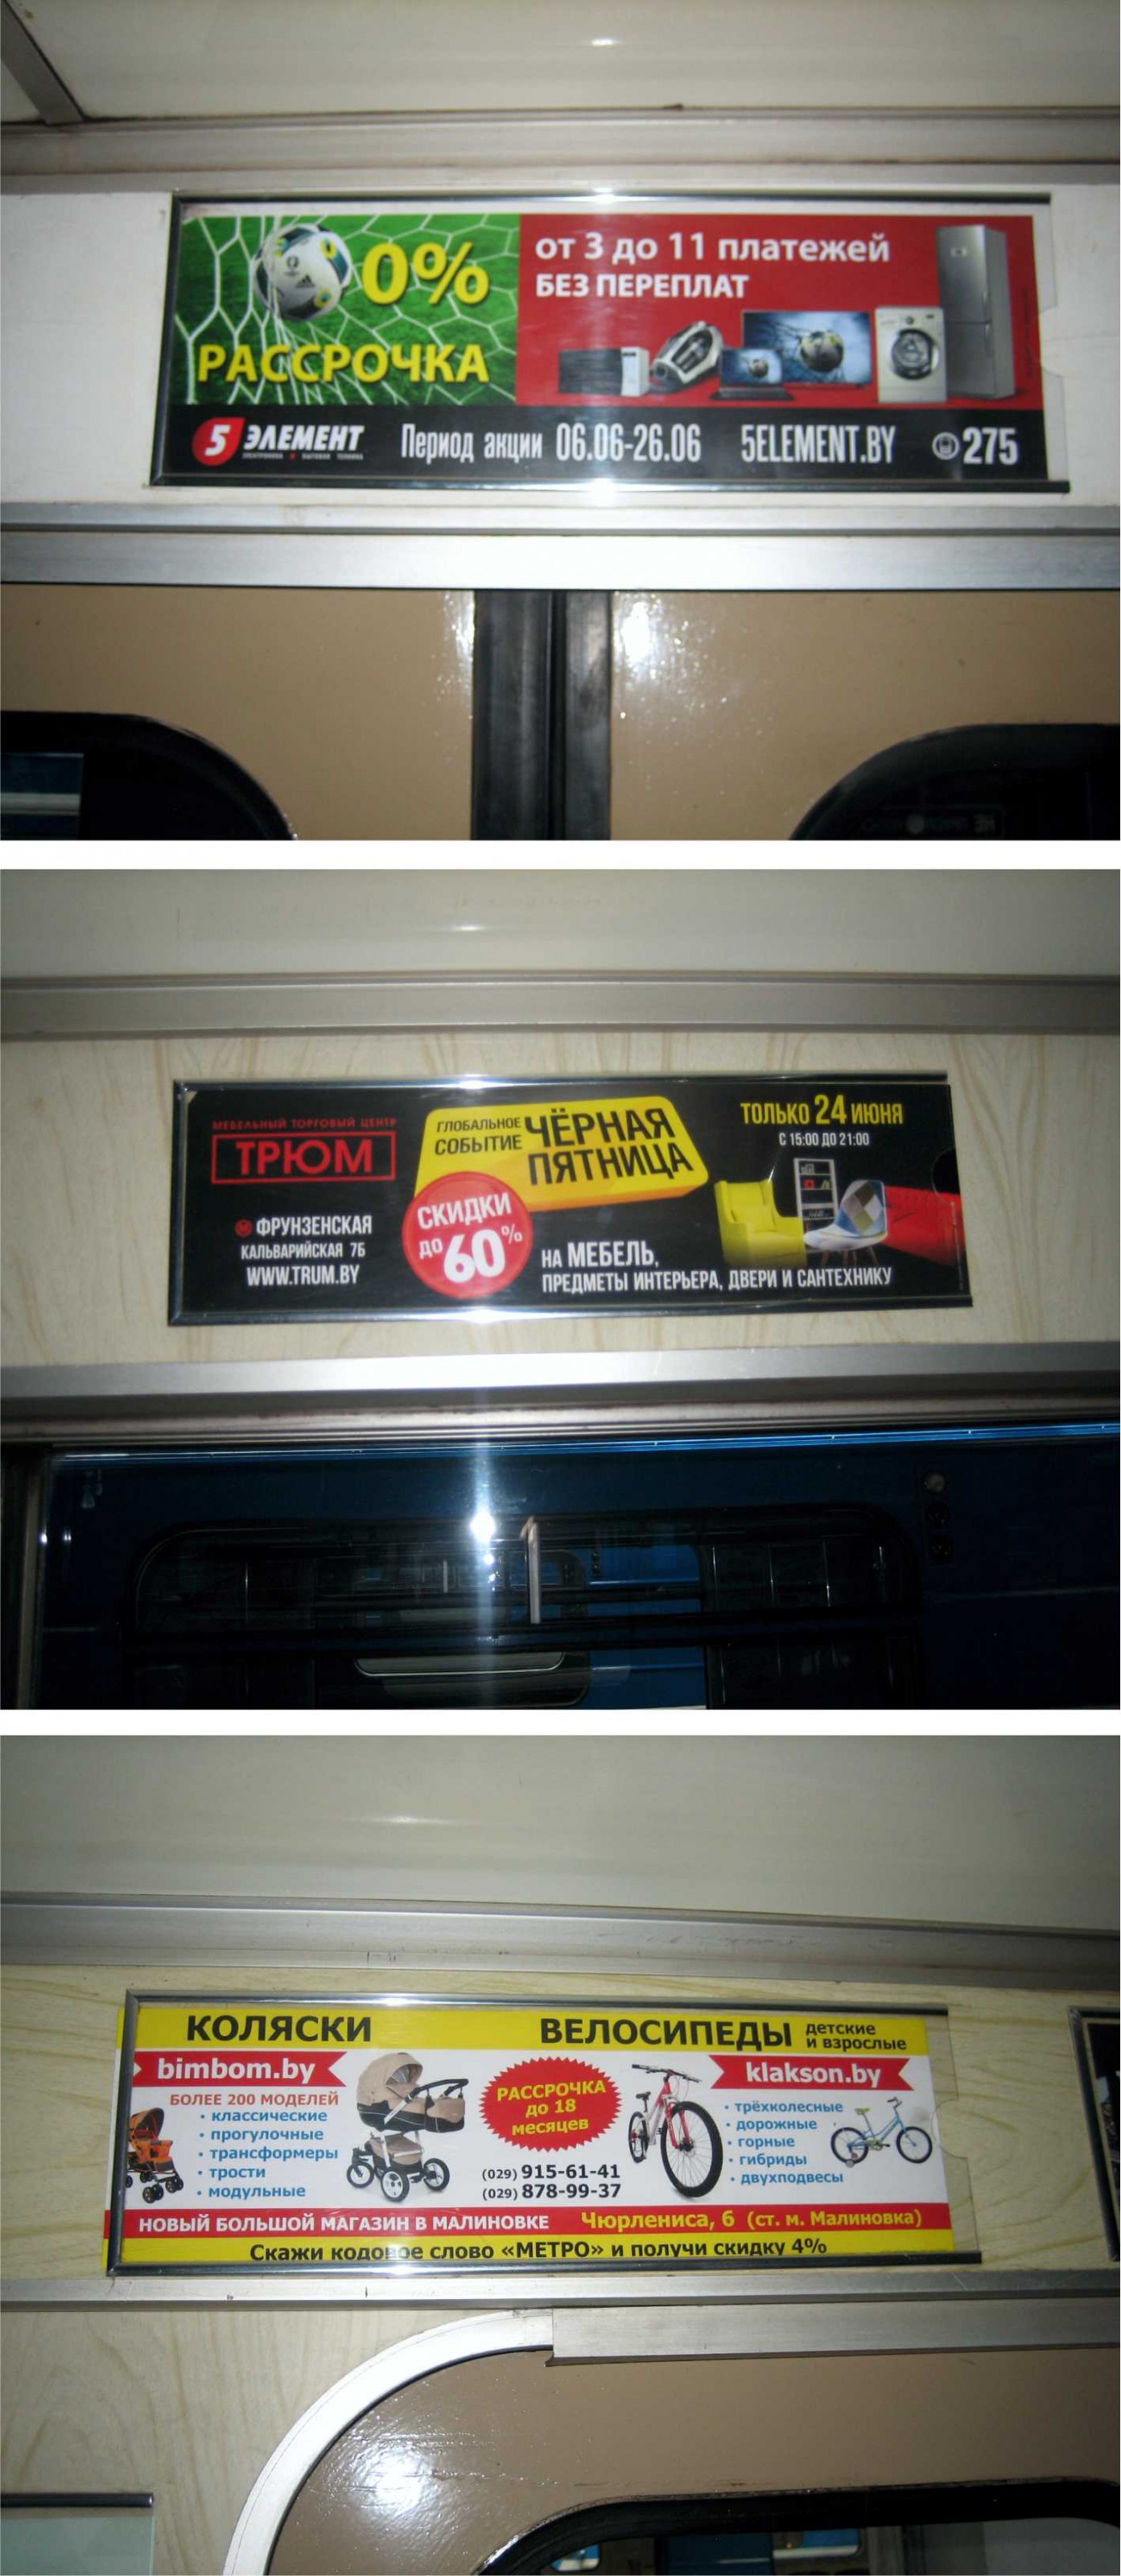 0%
РАССРОЧКА
от 3 до 11 платежей
БЕЗ ПЕРЕПЛАТ
5 ЭЛЕМЕНТ
Период акции 06.06-26.06
5ELEMENT.BY
275
МЕБЕЛЬНЫЙ ТОРГОВЫЙ ЦЕНТР
ТРЮМ
ФРУНЗЕНСКАЯ
КАЛЬВАРИЙСКАЯ 7Б
WWW.TRUM.BY
ГЛОБАЛЬНОЕ
СОБЫТИЕ
ЧЁРНАЯ
ПЯТНИЦА
СКИДКИ
ДО 60%
НА МЕБЕЛЬ,
ПРЕДМЕТЫ ИНТЕРЬЕРА, ДВЕРИ И САНТЕХНИКУ
ТОЛЬКО 24 ИЮНЯ
С 15:00 ДО 21:00
КОЛЯСКИ
bimbom.by
БОЛЕЕ 200 МОДЕЛЕЙ
• классические
• прогулочные
• трансформеры
• трости
• модульные
РАССРОЧКА
до 18
месяцев
(029) 915-61-41
(029) 878-99-37
ВЕЛОСИПЕДЫ
детские
и взрослые
klakson.by
• трёхколесные
• дорожные
• горные
• гибриды
• двухподвесы
НОВЫЙ БОЛЬШОЙ МАГАЗИН В МАЛИНОВКЕ Чюрлениса, 6 (ст. м. Малиновка)
Скажи кодовое слово «МЕТРО» и получи скидку 4%